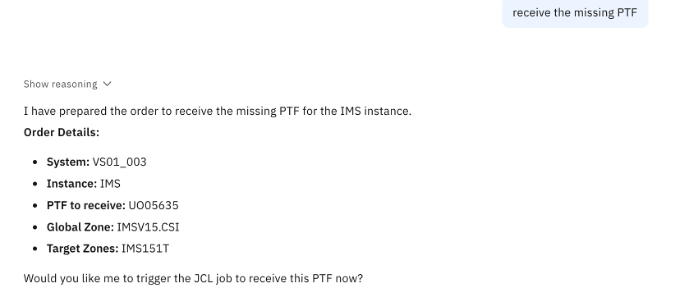 receive the missing PTF
Show reasoning
I have prepared the order to receive the missing PTF for the IMS instance.
Order Details:
• System: VS01_003
• Instance: IMS
• PTF to receive: UO05635
• Global Zone: IMSV15.CSI
• Target Zones: IMS151T
Would you like me to trigger the JCL job to receive this PTF now?